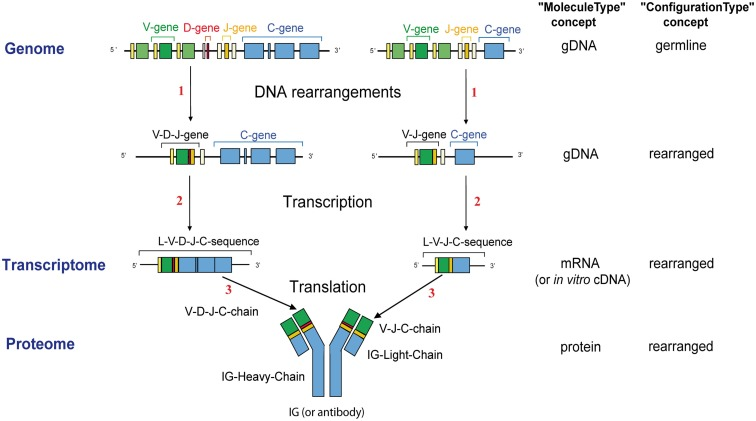 "MoleculeType" "ConfigurationType"
concept concept
V-gene D-gene J-gene C-gene V-gene J-gene C-gene
Genome 5' 3' 5' 3' gDNA germline
1 DNA rearrangements 1
V-D-J-gene C-gene V-J-gene C-gene
5' 3' 5' 3' gDNA rearranged
2 Transcription 2
L-V-D-J-C-sequence L-V-J-C-sequence
Transcriptome 5' 3' 5' 3' mRNA rearranged
(or in vitro cDNA)
3 Translation 3
V-D-J-C-chain
V-J-C-chain
Proteome protein rearranged
IG-Light-Chain
IG-Heavy-Chain
IG (or antibody)